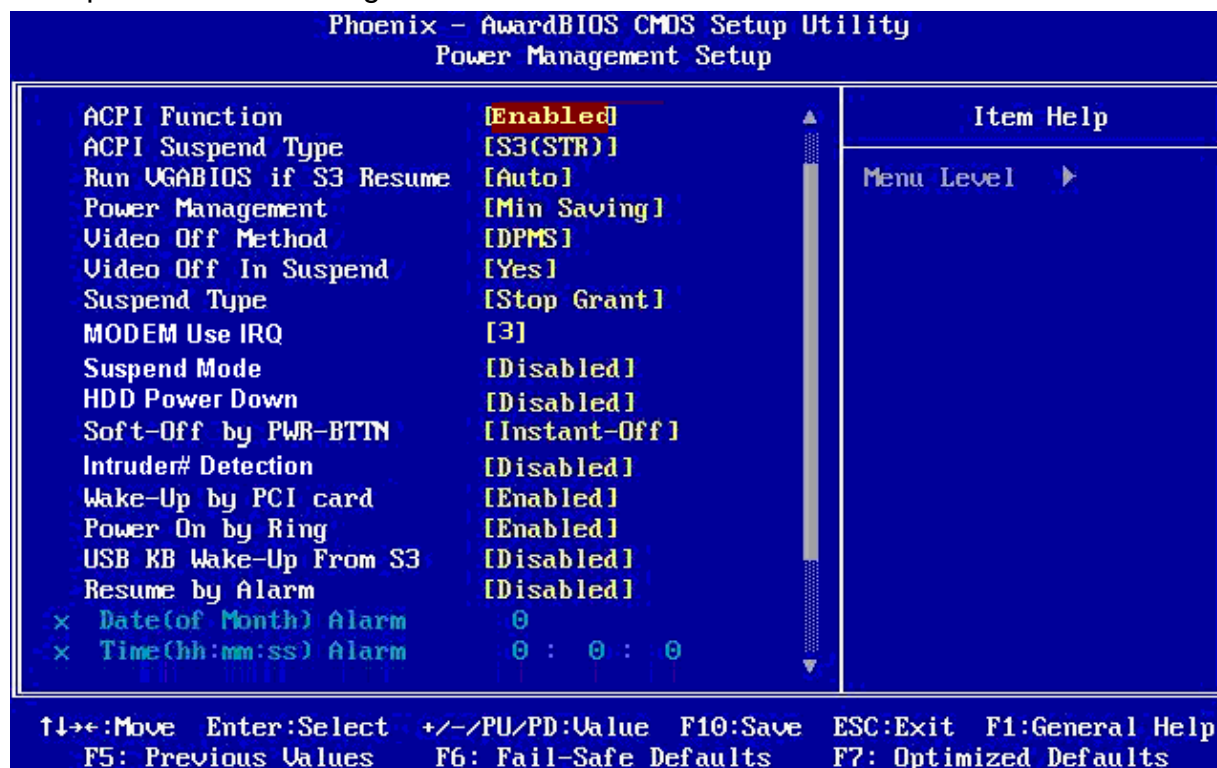 Phoenix - AwardBIOS CMOS Setup Utility
Power Management Setup
ACPI Function [Enabled]
ACPI Suspend Type [S3(STR)]
Run VGABIOS if S3 Resume [Auto]
Power Management [Min Saving]
Video Off Method [DPMS]
Video Off In Suspend [Yes]
Suspend Type [Stop Grant]
MODEM Use IRQ [3]
Suspend Mode [Disabled]
HDD Power Down [Disabled]
Soft-Off by PWR-BTTN [Instant-Off]
Intruder# Detection [Disabled]
Wake-Up by PCI card [Enabled]
Power On by Ring [Enabled]
USB KB Wake-Up From S3 [Disabled]
Resume by Alarm [Disabled]
x Date(of Month) Alarm 0
x Time(hh:mm:ss) Alarm 0 : 0 : 0
Item Help
Menu Level ▶
↑↓→←:Move Enter:Select +/-/PU/PD:Value F10:Save ESC:Exit F1:General Help
F5: Previous Values F6: Fail-Safe Defaults F7: Optimized Defaults